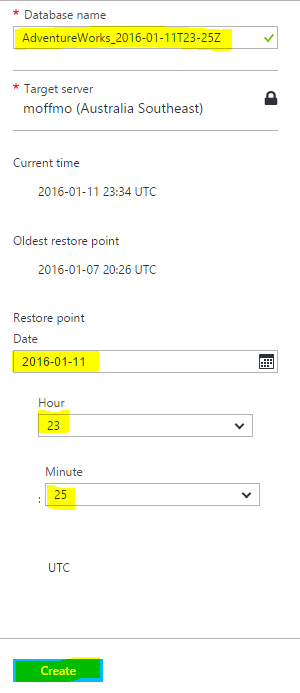 * Database name
AdventureWorks_2016-01-11T23-25Z
* Target server
moffmo (Australia Southeast)
Current time
2016-01-11 23:34 UTC
Oldest restore point
2016-01-07 20:26 UTC
Restore point
Date
2016-01-11
Hour
23
Minute
: 25
UTC
Create